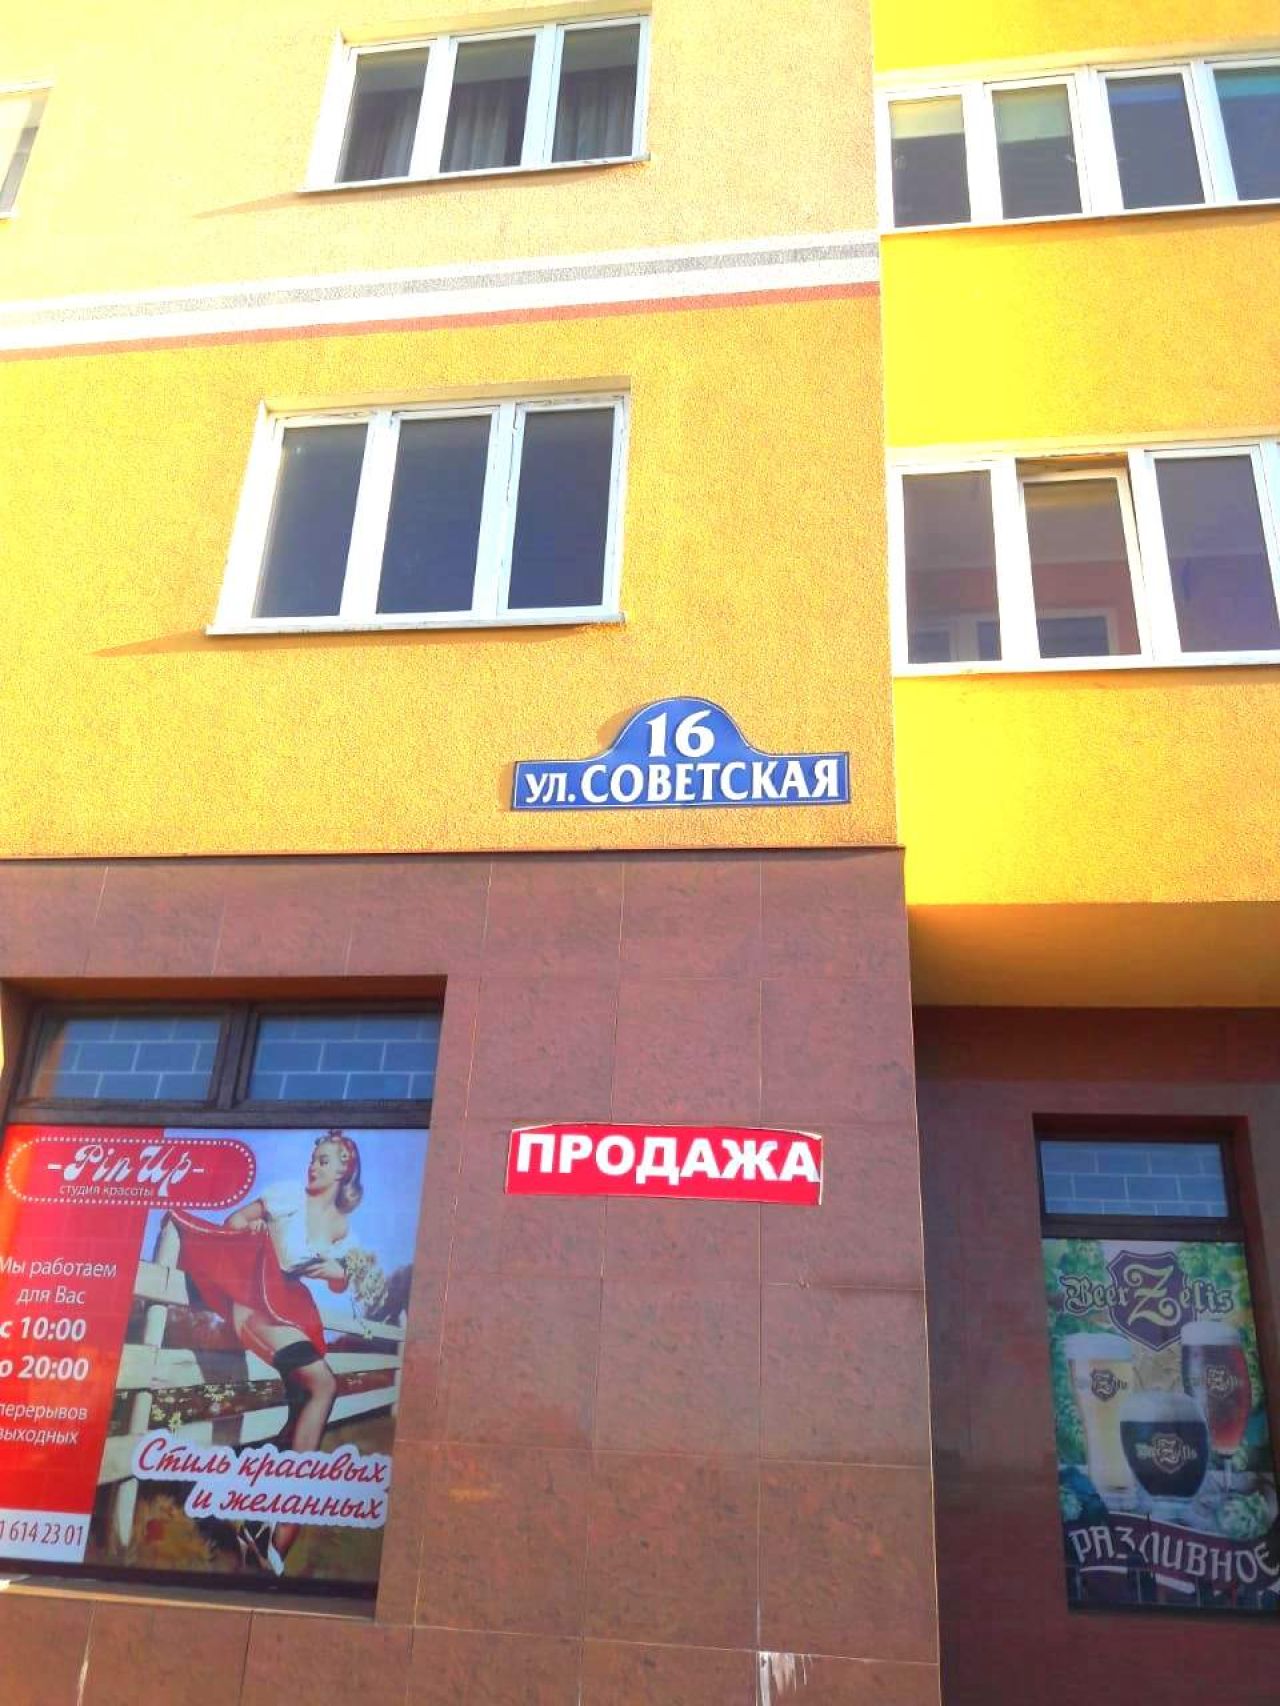 16
УЛ. СОВЕТСКАЯ
ПРОДАЖА
-Pin Up-
студия красоты
Мы работаем
для Вас
с 10:00
20:00
перерывов
выходных
614 23 01
Стиль красивых
и желанных
Beer Zelis
РАЗЛИВНОЕ